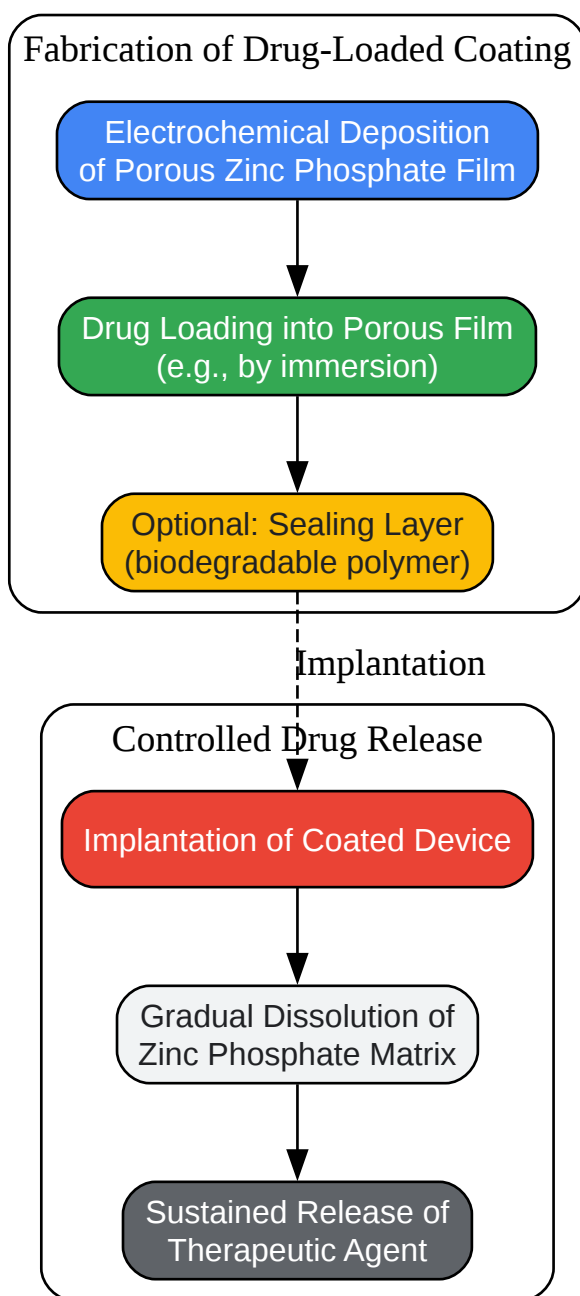 Fabrication of Drug-Loaded Coating
Electrochemical Deposition
of Porous Zinc Phosphate Film
Drug Loading into Porous Film
(e.g., by immersion)
Optional: Sealing Layer
(biodegradable polymer)
Implantation
Controlled Drug Release
Implantation of Coated Device
Gradual Dissolution of
Zinc Phosphate Matrix
Sustained Release of
Therapeutic Agent